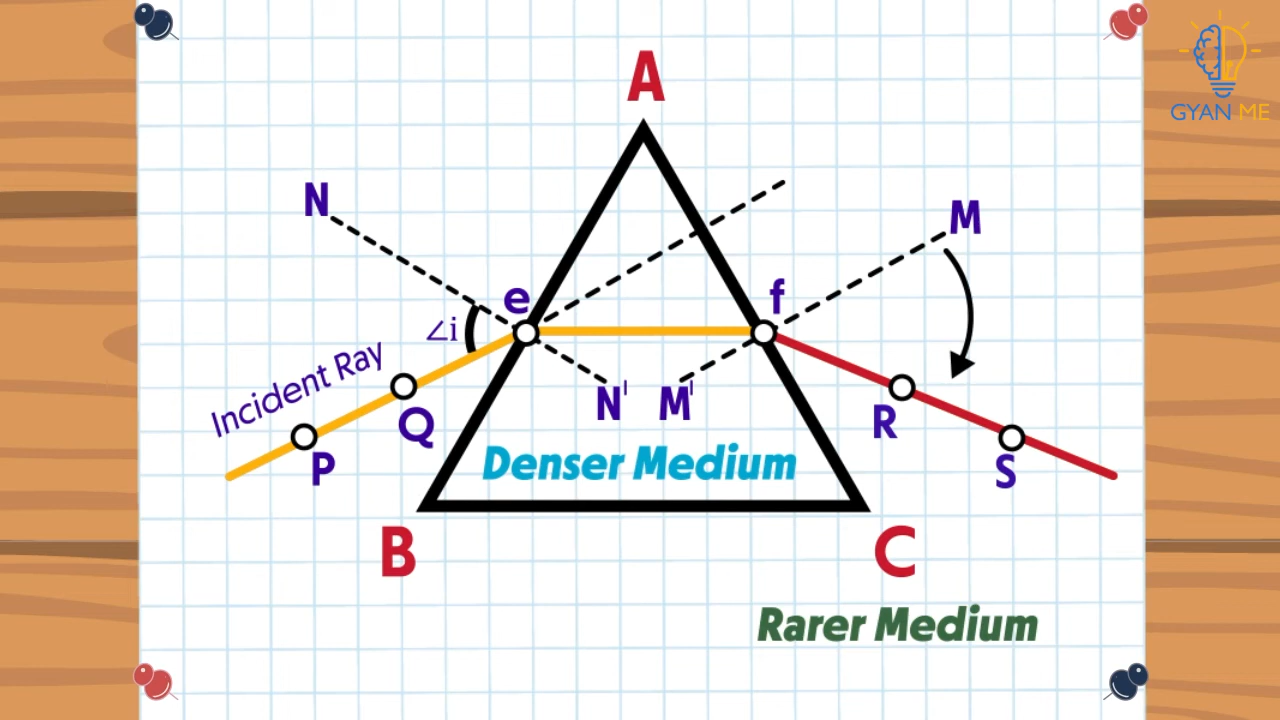 GYAN ME
A
N
M
e
f
∠i
Incident Ray
N'
M'
Q
R
P
S
Denser Medium
B
C
Rarer Medium